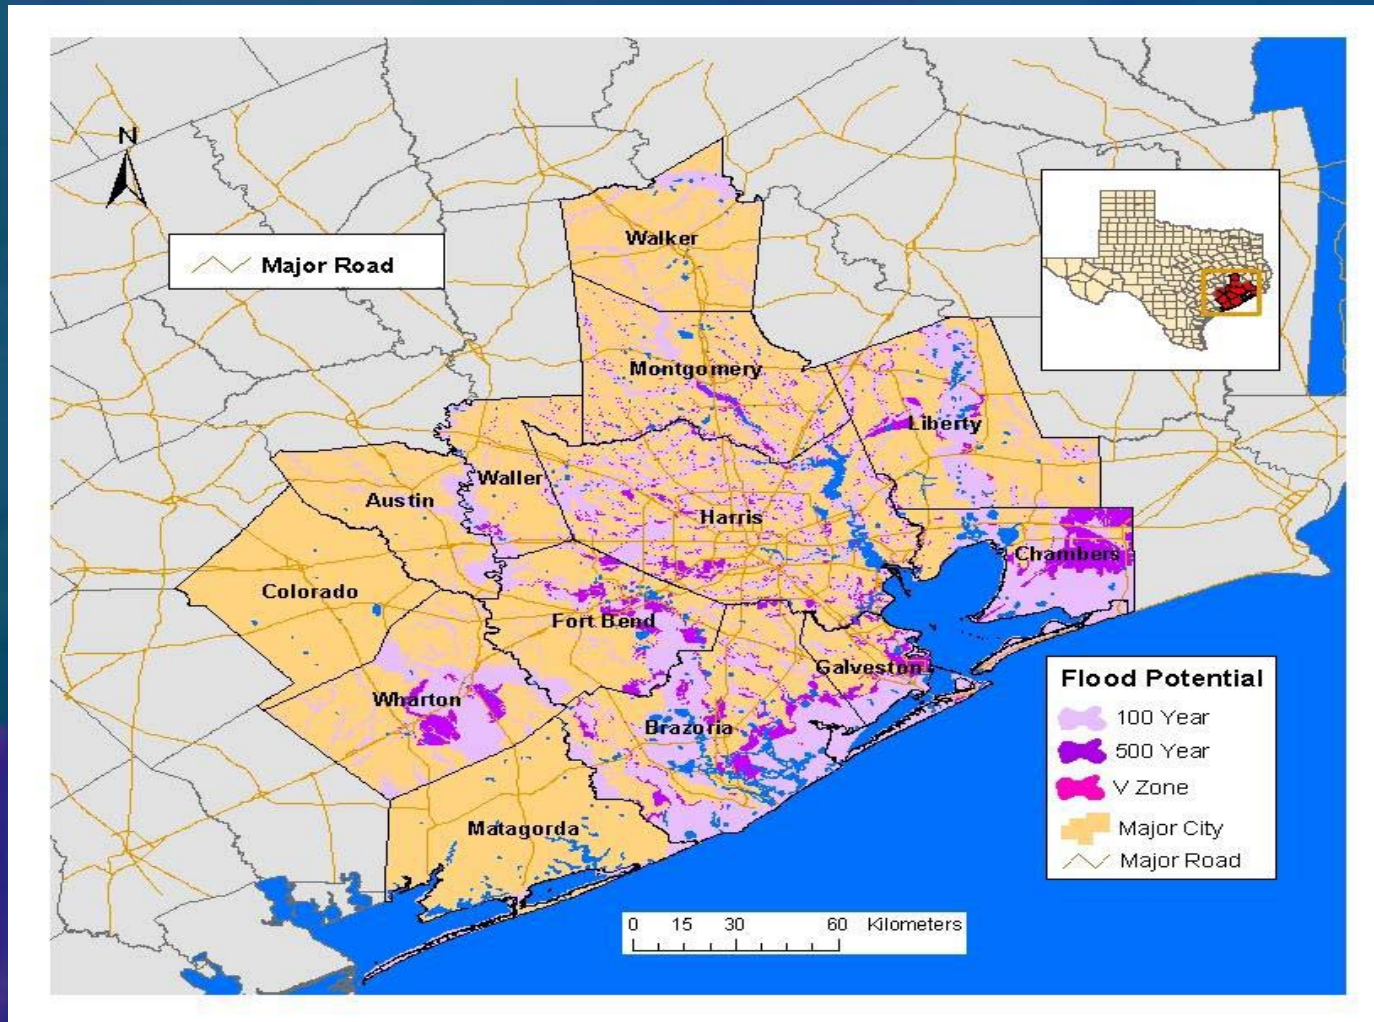 N
Major Road
Walker
Montgomery
Liberty
Waller
Austin
Harris
Chambers
Colorado
Fort Bend
Galveston
Wharton
Brazoria
Matagorda
Flood Potential
100 Year
500 Year
V Zone
Major City
Major Road
0 15 30 60 Kilometers